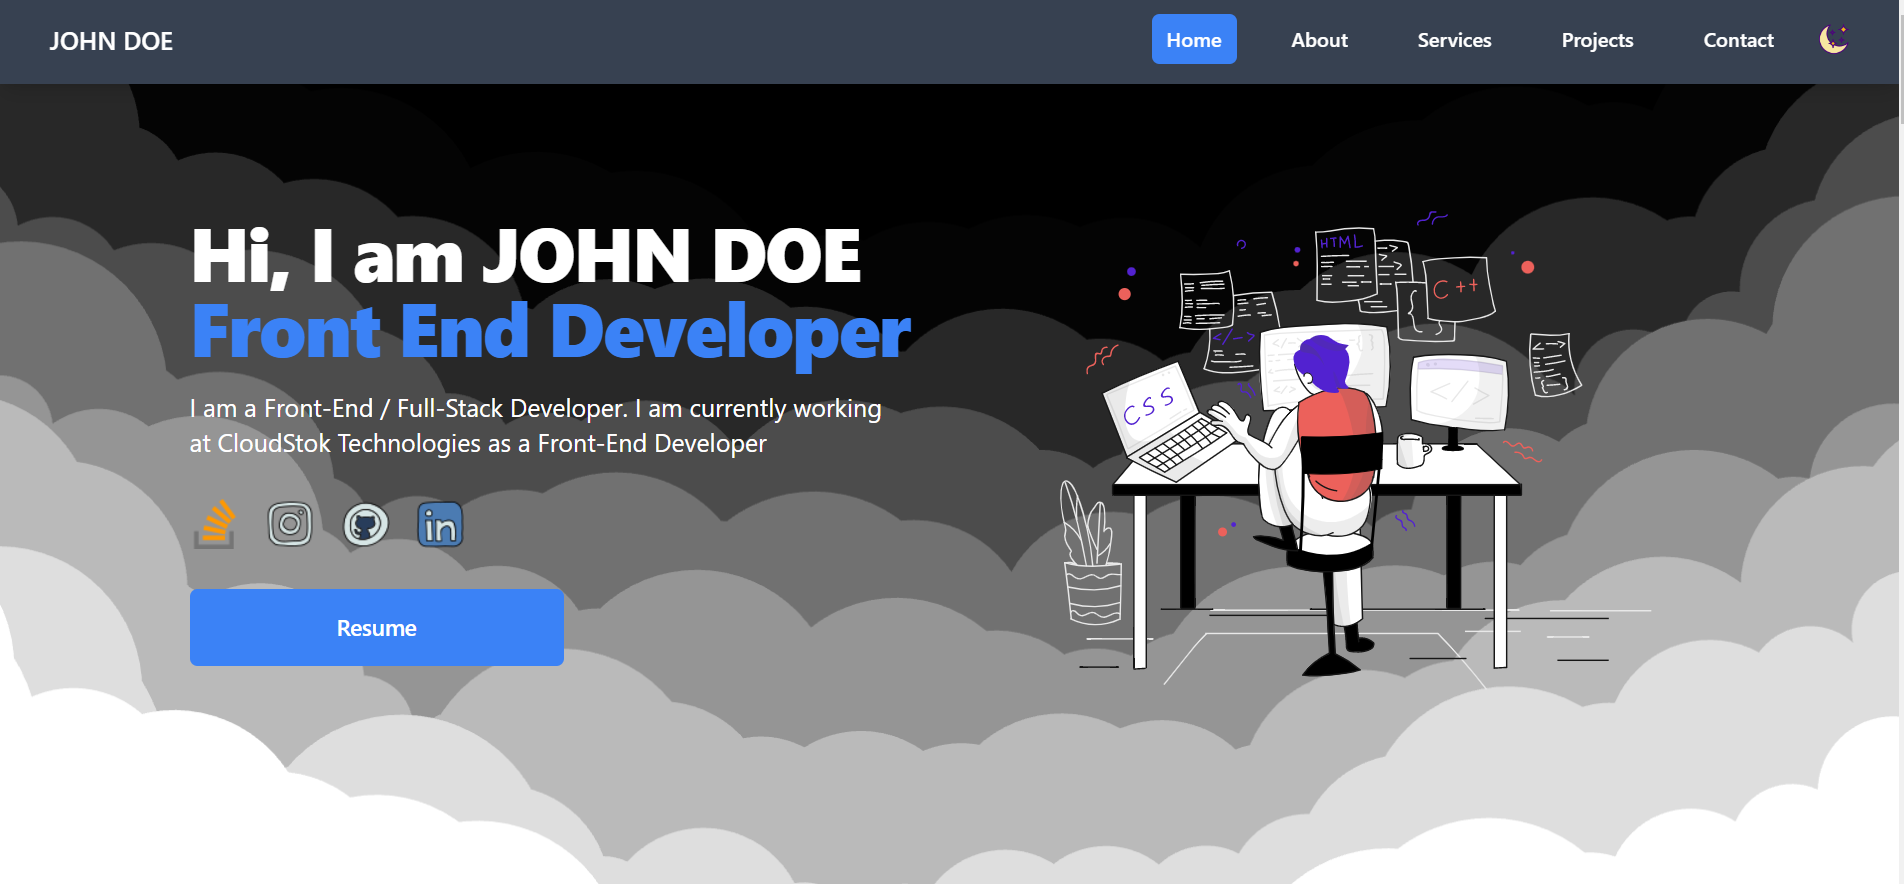 JOHN DOE
Home
About
Services
Projects
Contact
Hi, I am JOHN DOE
Front End Developer
I am a Front-End / Full-Stack Developer. I am currently working
at CloudStok Technologies as a Front-End Developer
in
Resume
HTML
C++
{ }
</-->
</>
</>
CSS
</>